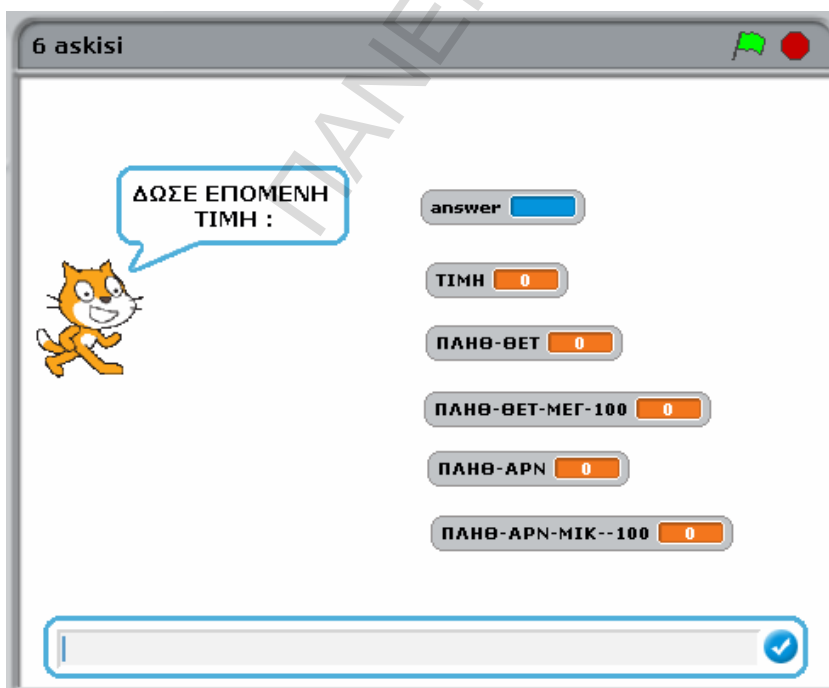 6 askisi
ΔΩΣΕ ΕΠΟΜΕΝΗ
ΤΙΜΗ :
answer
ΤΙΜΗ 0
ΠΛΗΘ-ΘΕΤ 0
ΠΛΗΘ-ΘΕΤ-ΜΕΓ-100 0
ΠΛΗΘ-ΑΡΝ 0
ΠΛΗΘ-ΑΡΝ-ΜΙΚ--100 0